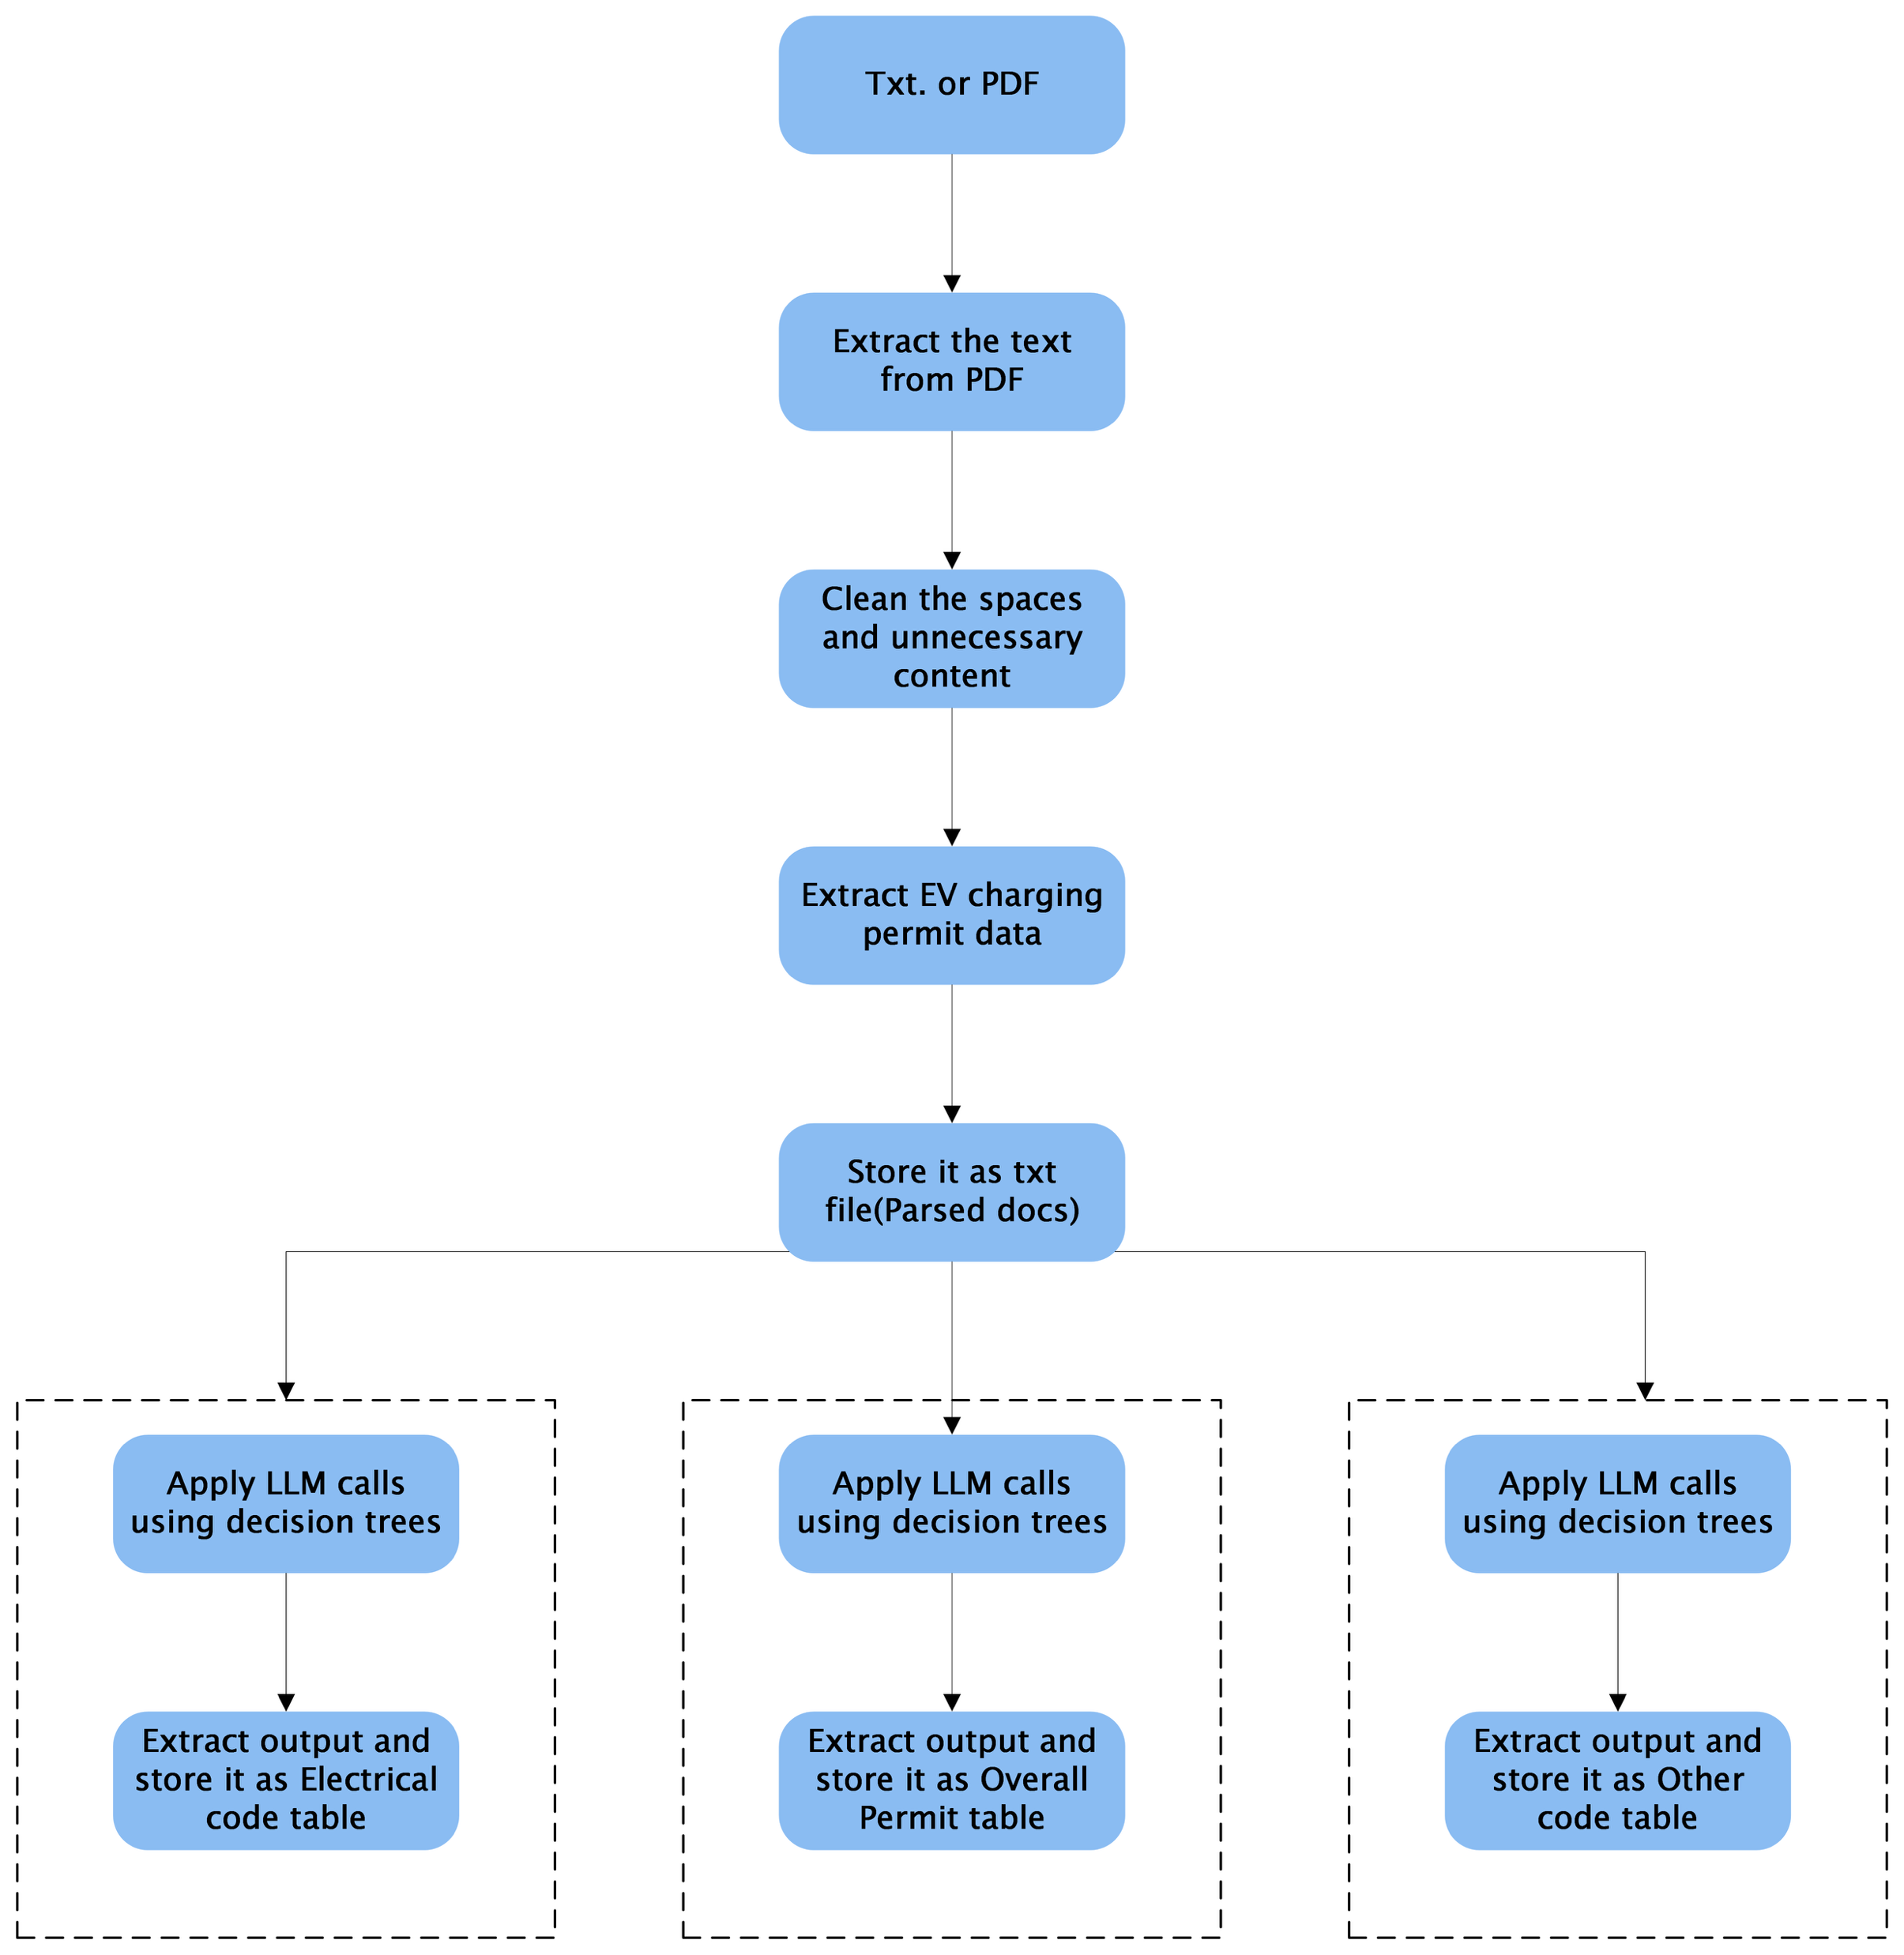 Txt. or PDF
Extract the text
from PDF
Clean the spaces
and unnecessary
content
Extract EV charging
permit data
Store it as txt
file(Parsed docs)
Apply LLM calls
using decision trees
Apply LLM calls
using decision trees
Apply LLM calls
using decision trees
Extract output and
store it as Electrical
code table
Extract output and
store it as Overall
Permit table
Extract output and
store it as Other
code table